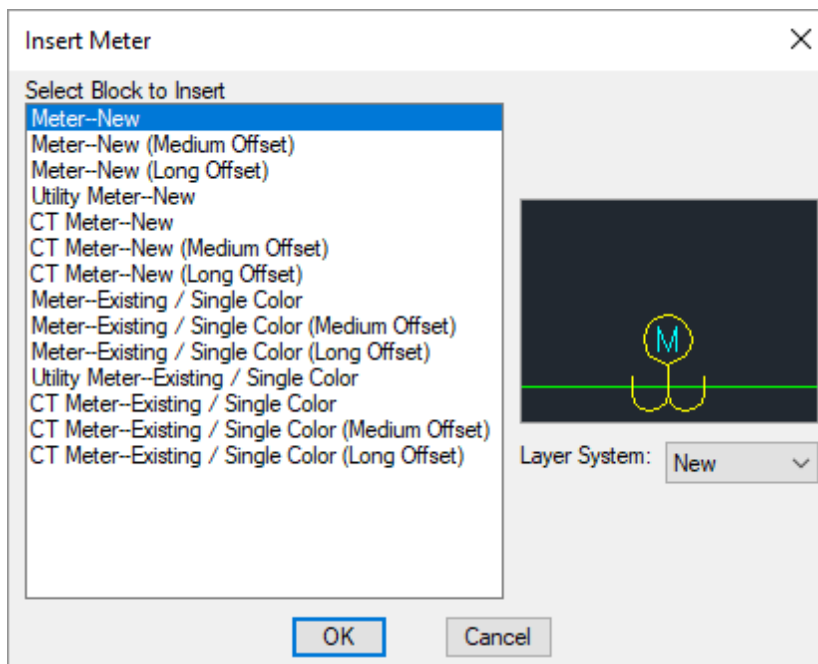 Insert Meter
Select Block to Insert
Meter--New
Meter--New (Medium Offset)
Meter--New (Long Offset)
Utility Meter--New
CT Meter--New
CT Meter--New (Medium Offset)
CT Meter--New (Long Offset)
Meter--Existing / Single Color
Meter--Existing / Single Color (Medium Offset)
Meter--Existing / Single Color (Long Offset)
Utility Meter--Existing / Single Color
CT Meter--Existing / Single Color
CT Meter--Existing / Single Color (Medium Offset)
CT Meter--Existing / Single Color (Long Offset)
M
Layer System: New
OK Cancel